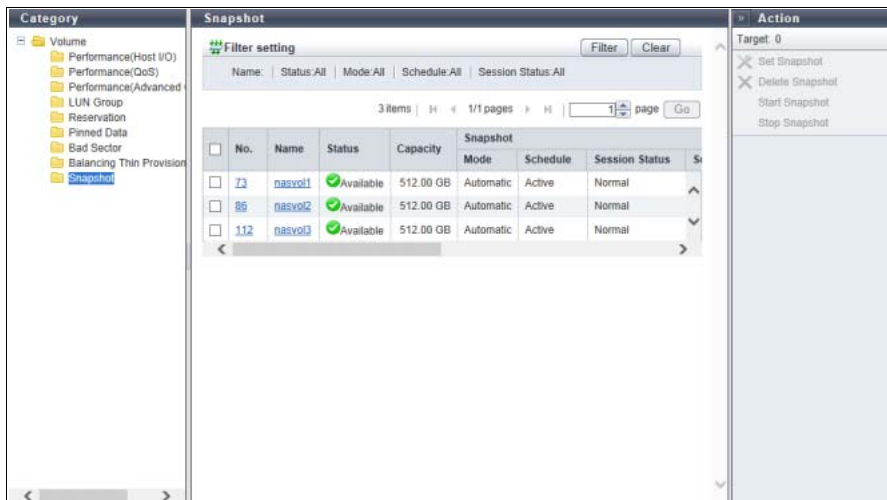 Category
Volume
Performance(Host I/O)
Performance(QoS)
Performance(Advanced
LUN Group
Reservation
Pinned Data
Bad Sector
Balancing Thin Provision
Snapshot
Snapshot
Filter setting
Filter Clear
Name: | Status:All | Mode:All | Schedule:All | Session Status:All
3 items | 1/1 pages | 1 page Go
No. Name Status Capacity Snapshot
Mode Schedule Session Status
73 nasvol1 Available 512.00 GB Automatic Active Normal
86 nasvol2 Available 512.00 GB Automatic Active Normal
112 nasvol3 Available 512.00 GB Automatic Active Normal
» Action
Target: 0
Set Snapshot
Delete Snapshot
Start Snapshot
Stop Snapshot